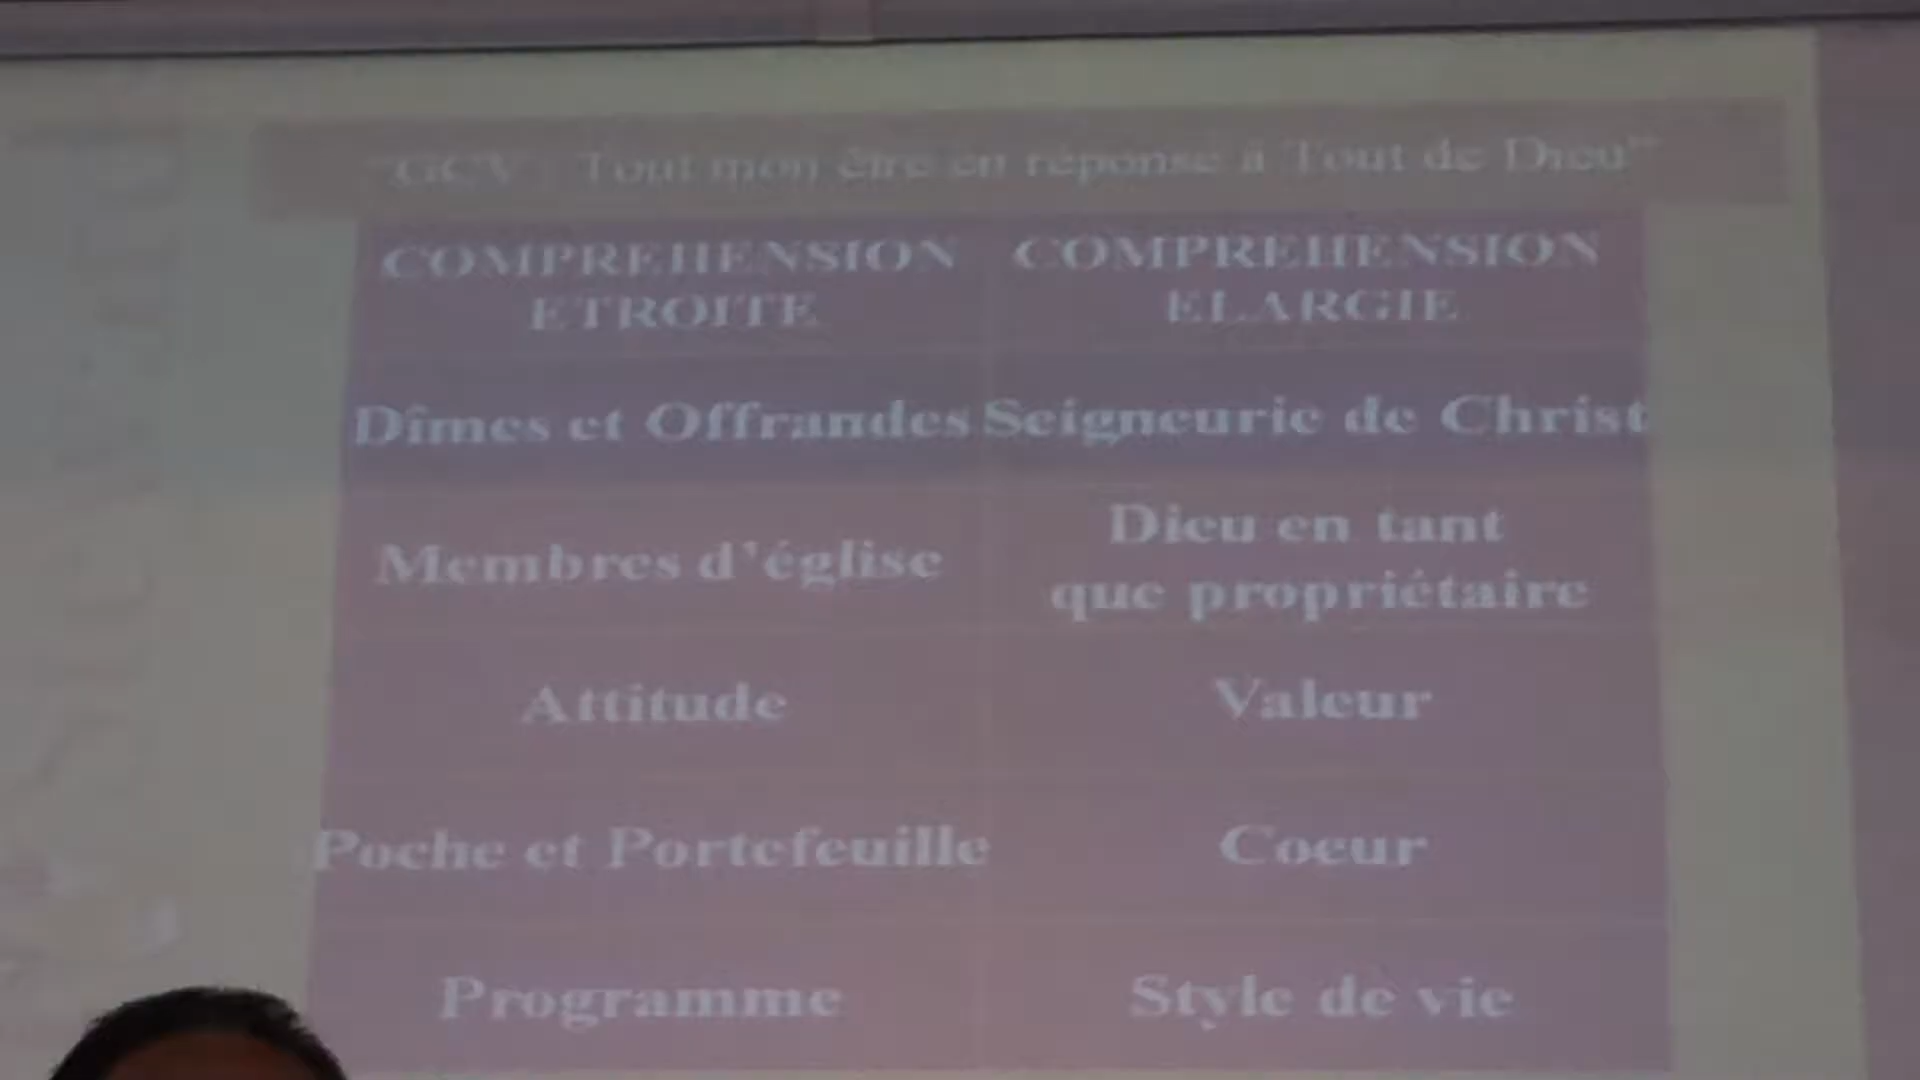 "GCV : Tout mon être en réponse à Tout de Dieu"
COMPREHENSION ETROITE
COMPREHENSION ELARGIE
Dîmes et Offrandes
Seigneurie de Christ
Membres d'église
Dieu en tant
que propriétaire
Attitude
Valeur
Poche et Portefeuille
Coeur
Programme
Style de vie